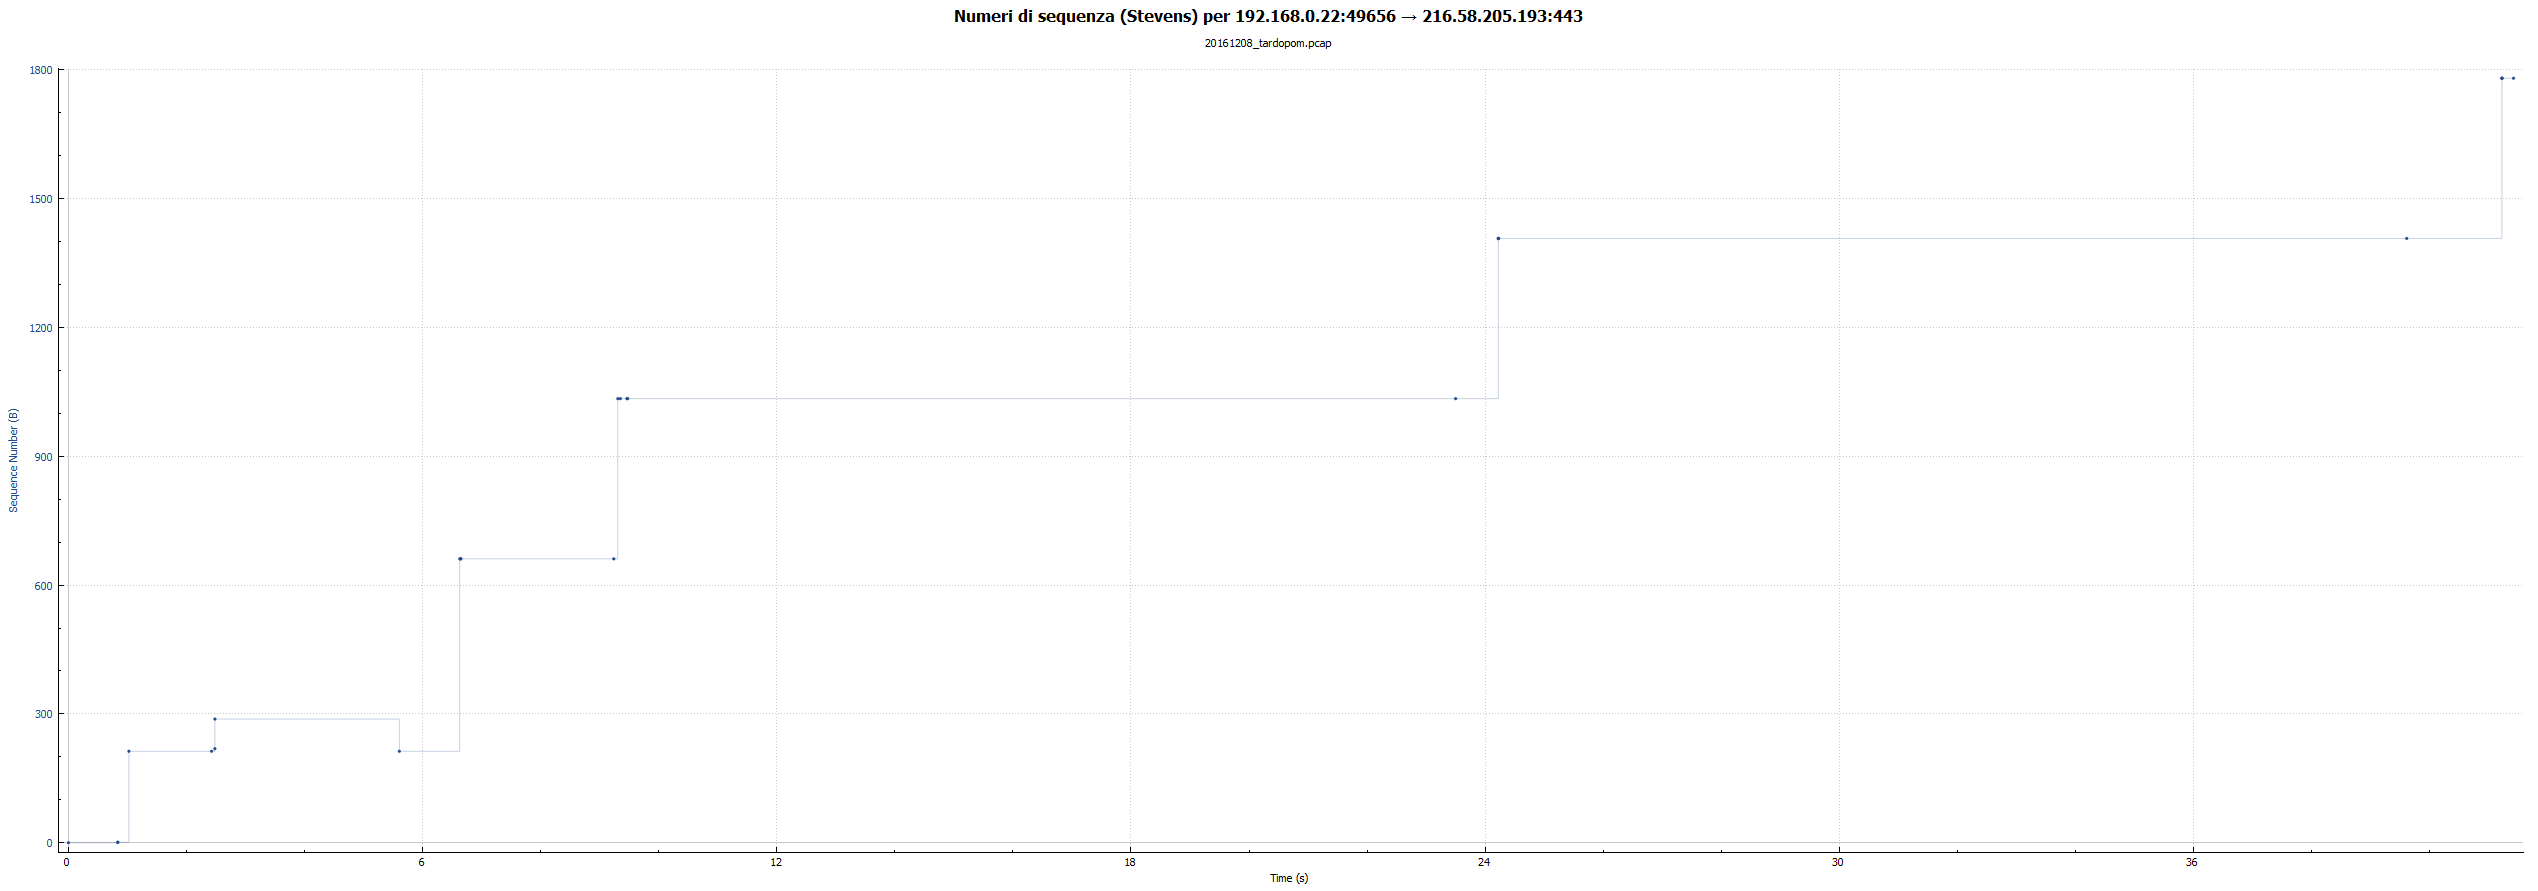 Numeri di sequenza (Stevens) per 192.168.0.22:49656 → 216.58.205.193:443
20161208_tardopom.pcap
1800
1500
1200
900
600
300
0
Sequence Number (B)
0 6 12 18 24 30 36
Time (s)